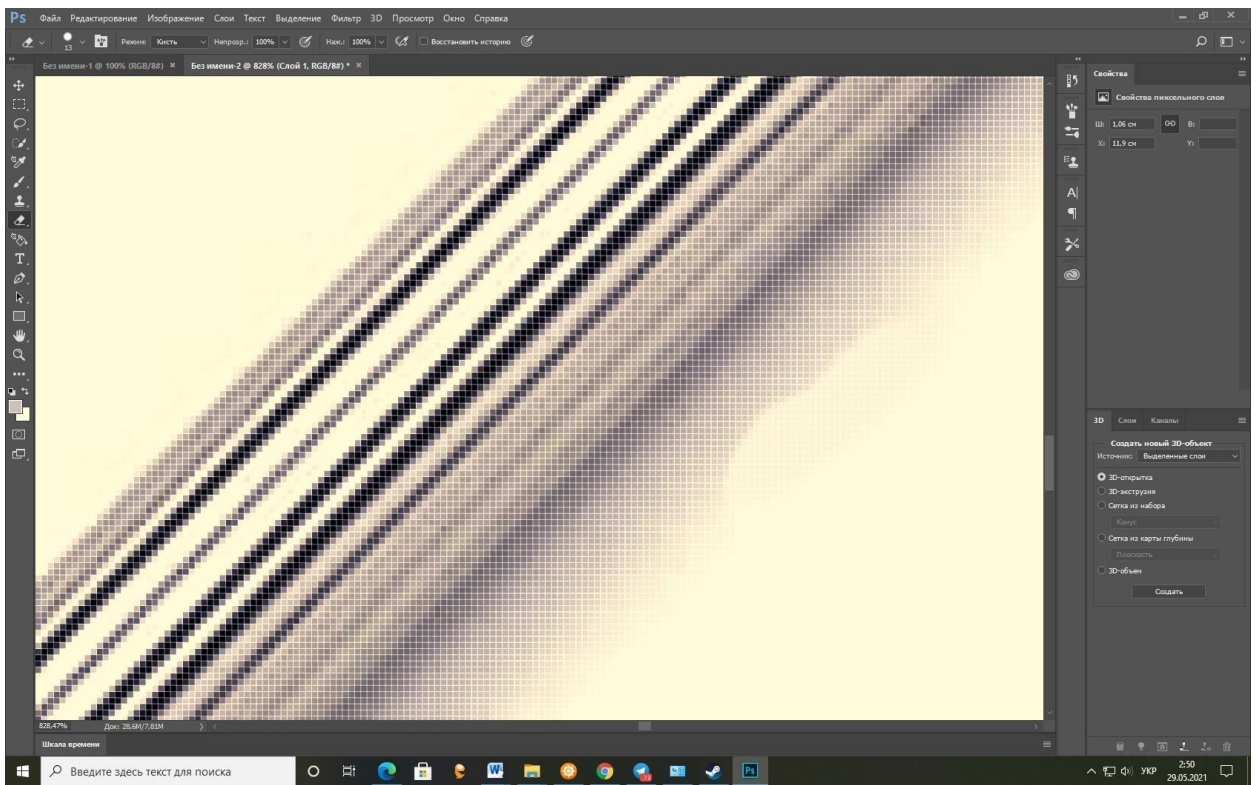 Ps Файл Редактирование Изображение Слои Текст Выделение Фильтр 3D Просмотр Окно Справка
13 Режим: Кисть Непрозр.: 100% Наж.: 100% Восстановить историю
Без имени-1 @ 100% (RGB/8#) × Без имени-2 @ 828% (Слой 1, RGB/8#) * ×
Свойства
Свойства пиксельного слоя
Ш: 1,06 см В:
X: 11,9 см Y:
3D Слои Каналы
Создать новый 3D-объект
Источник: Выделенные слои
3D-открытка
3D-экструзия
Сетка из набора
Конус
Сетка из карты глубины
Плоскость
3D-объем
Создать
828,47% Док: 28,6M/7,81M
Шкала времени
Введите здесь текст для поиска
УКР 2:50
29.05.2021